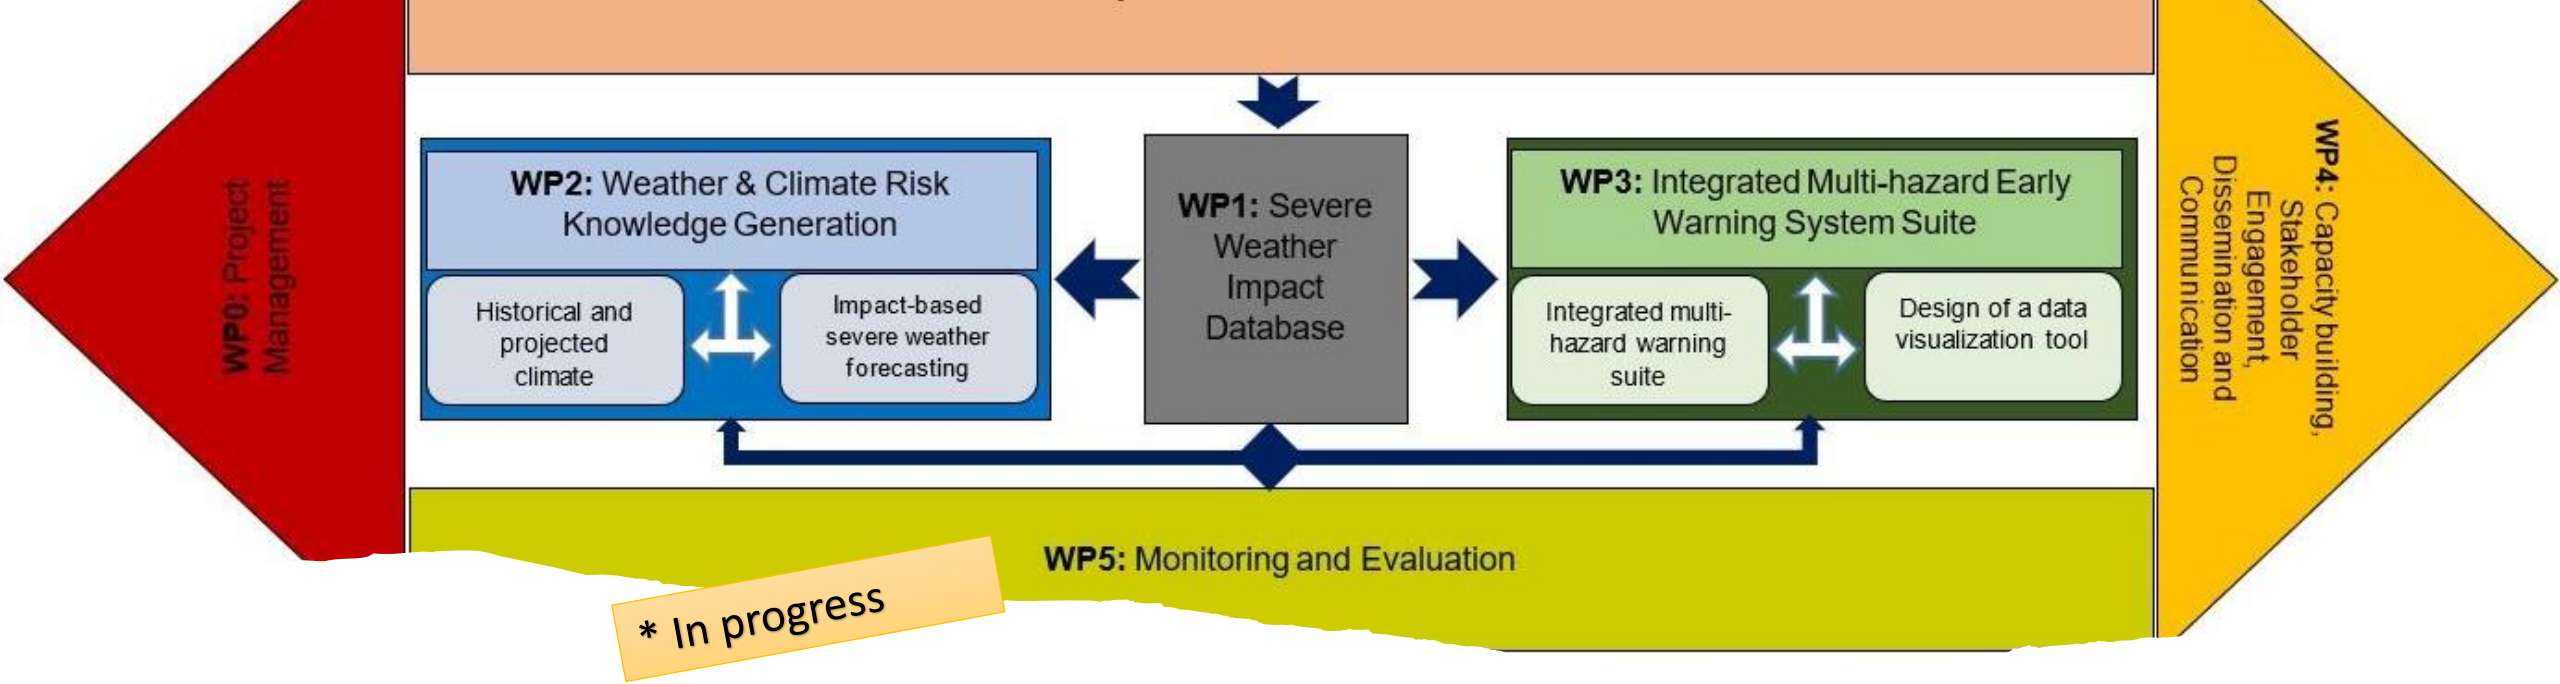 WP0: Project
Management
WP2: Weather & Climate Risk
Knowledge Generation
Historical and
projected
climate
Impact-based
severe weather
forecasting
WP1: Severe
Weather
Impact
Database
WP3: Integrated Multi-hazard Early
Warning System Suite
Integrated multi-
hazard warning
suite
Design of a data
visualization tool
WP4: Capacity building,
Stakeholder
Engagement,
Dissemination and
Communication
WP5: Monitoring and Evaluation
* In progress